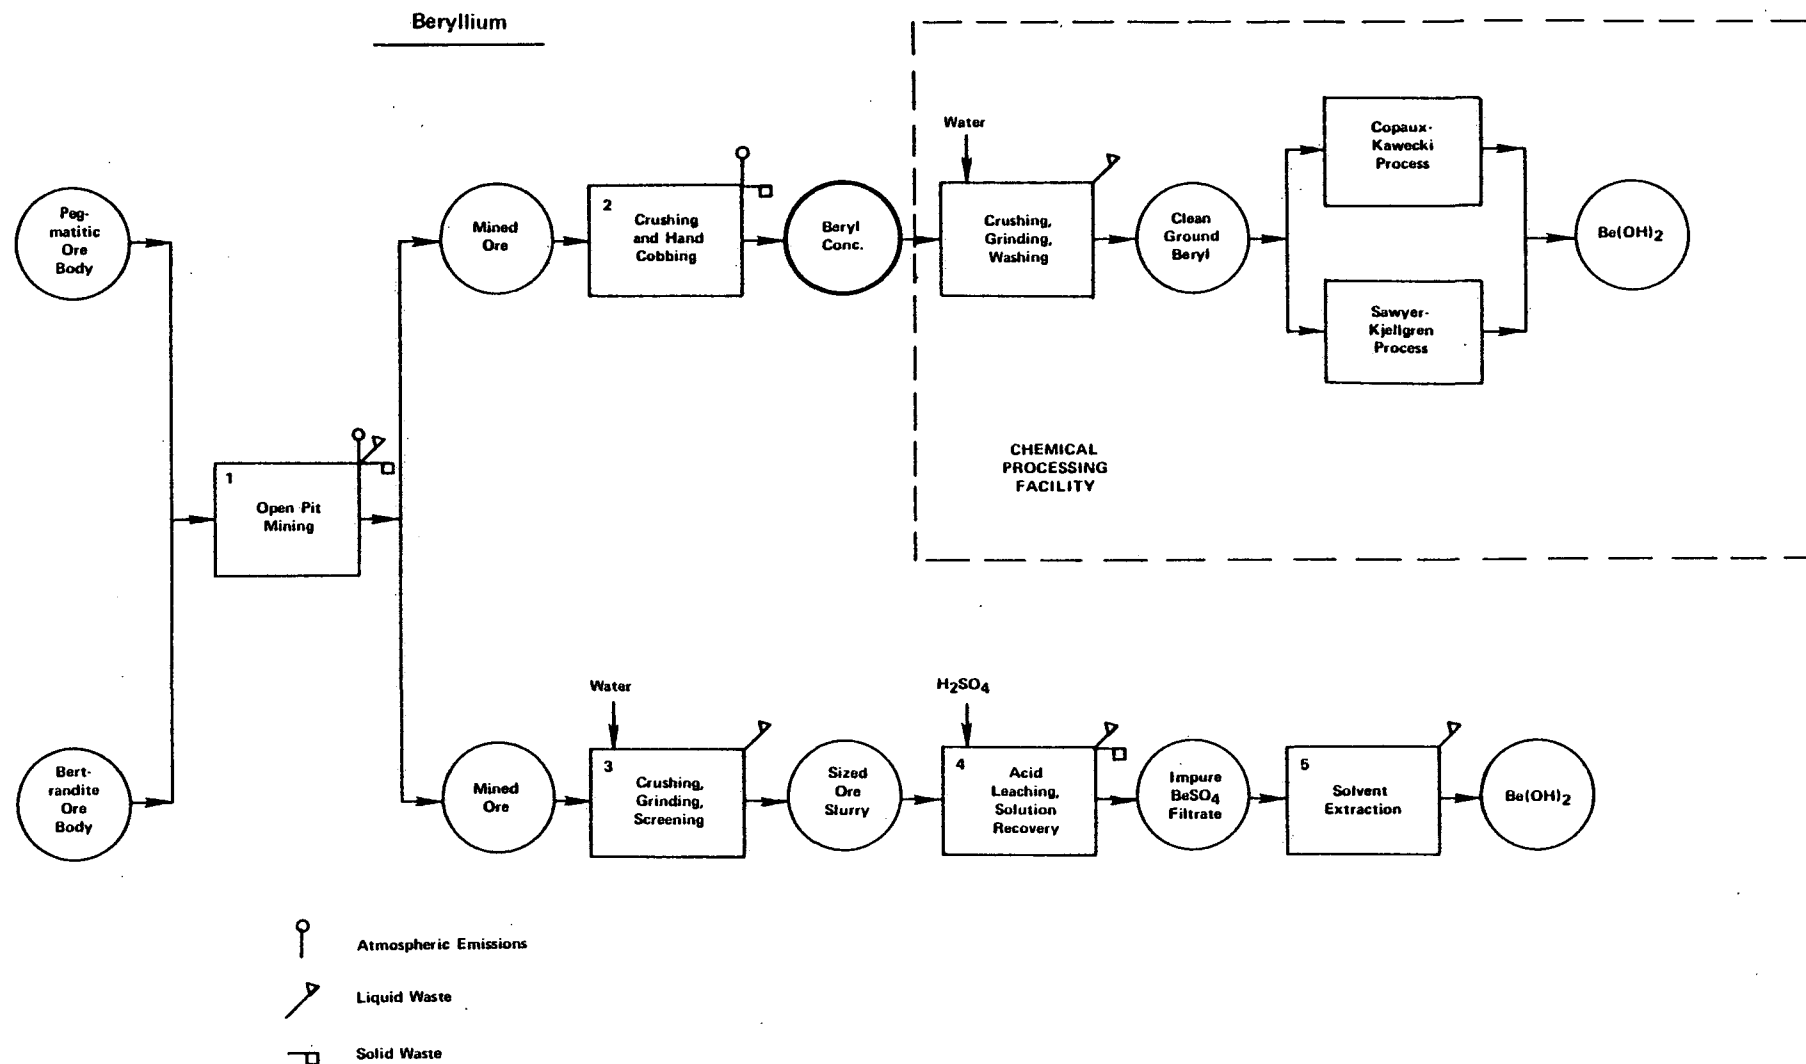 Beryllium
Water
Copaux-
Kawecki
Process
Peg-
matitic
Ore
Body
Mined
Ore
2
Crushing
and Hand
Cobbing
Beryl
Conc.
Crushing,
Grinding,
Washing
Clean
Ground
Beryl
Be(OH)2
Sawyer-
Kjellgren
Process
CHEMICAL
PROCESSING
FACILITY
1
Open Pit
Mining
Water
H2SO4
Bert-
randite
Ore
Body
Mined
Ore
3
Crushing,
Grinding,
Screening
Sized
Ore
Slurry
4
Acid
Leaching,
Solution
Recovery
Impure
BeSO4
Filtrate
5
Solvent
Extraction
Be(OH)2
Atmospheric Emissions
Liquid Waste
Solid Waste